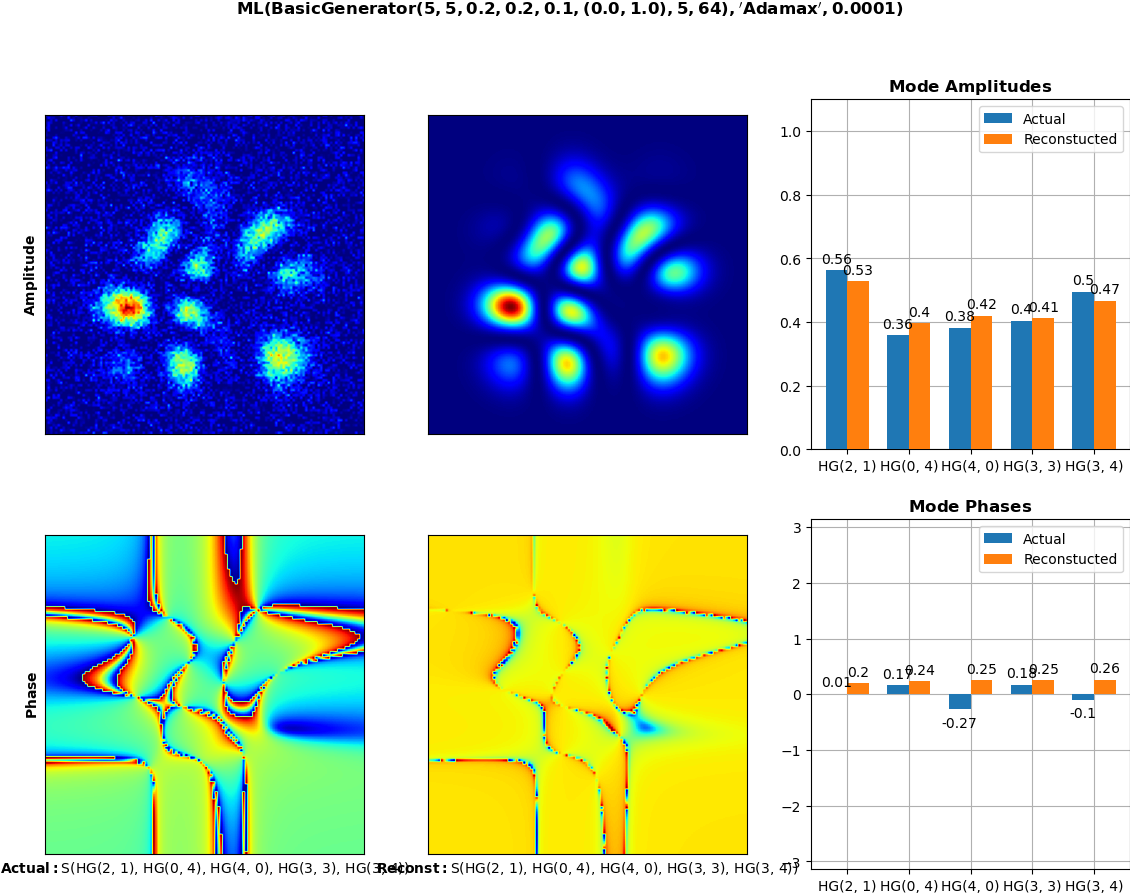 ML(BasicGenerator(5, 5, 0.2, 0.2, 0.1, (0.0, 1.0), 5, 64), ′Adamax′, 0.0001)
Mode Amplitudes
Actual
Reconstucted
1.0
0.8
0.6
0.4
0.2
0.0
0.56
0.53
0.36
0.4
0.38
0.42
0.4
0.41
0.5
0.47
HG(2, 1) HG(0, 4) HG(4, 0) HG(3, 3) HG(3, 4)
Amplitude
Mode Phases
Actual
Reconstucted
3
2
1
0
−1
−2
−3
0.01
0.2
0.17
0.24
-0.27
0.25
0.18
0.25
-0.1
0.26
HG(2, 1) HG(0, 4) HG(4, 0) HG(3, 3) HG(3, 4)
Phase
Actual: S(HG(2, 1), HG(0, 4), HG(4, 0), HG(3, 3), HG(3, 4))
Reconst: S(HG(2, 1), HG(0, 4), HG(4, 0), HG(3, 3), HG(3, 4))